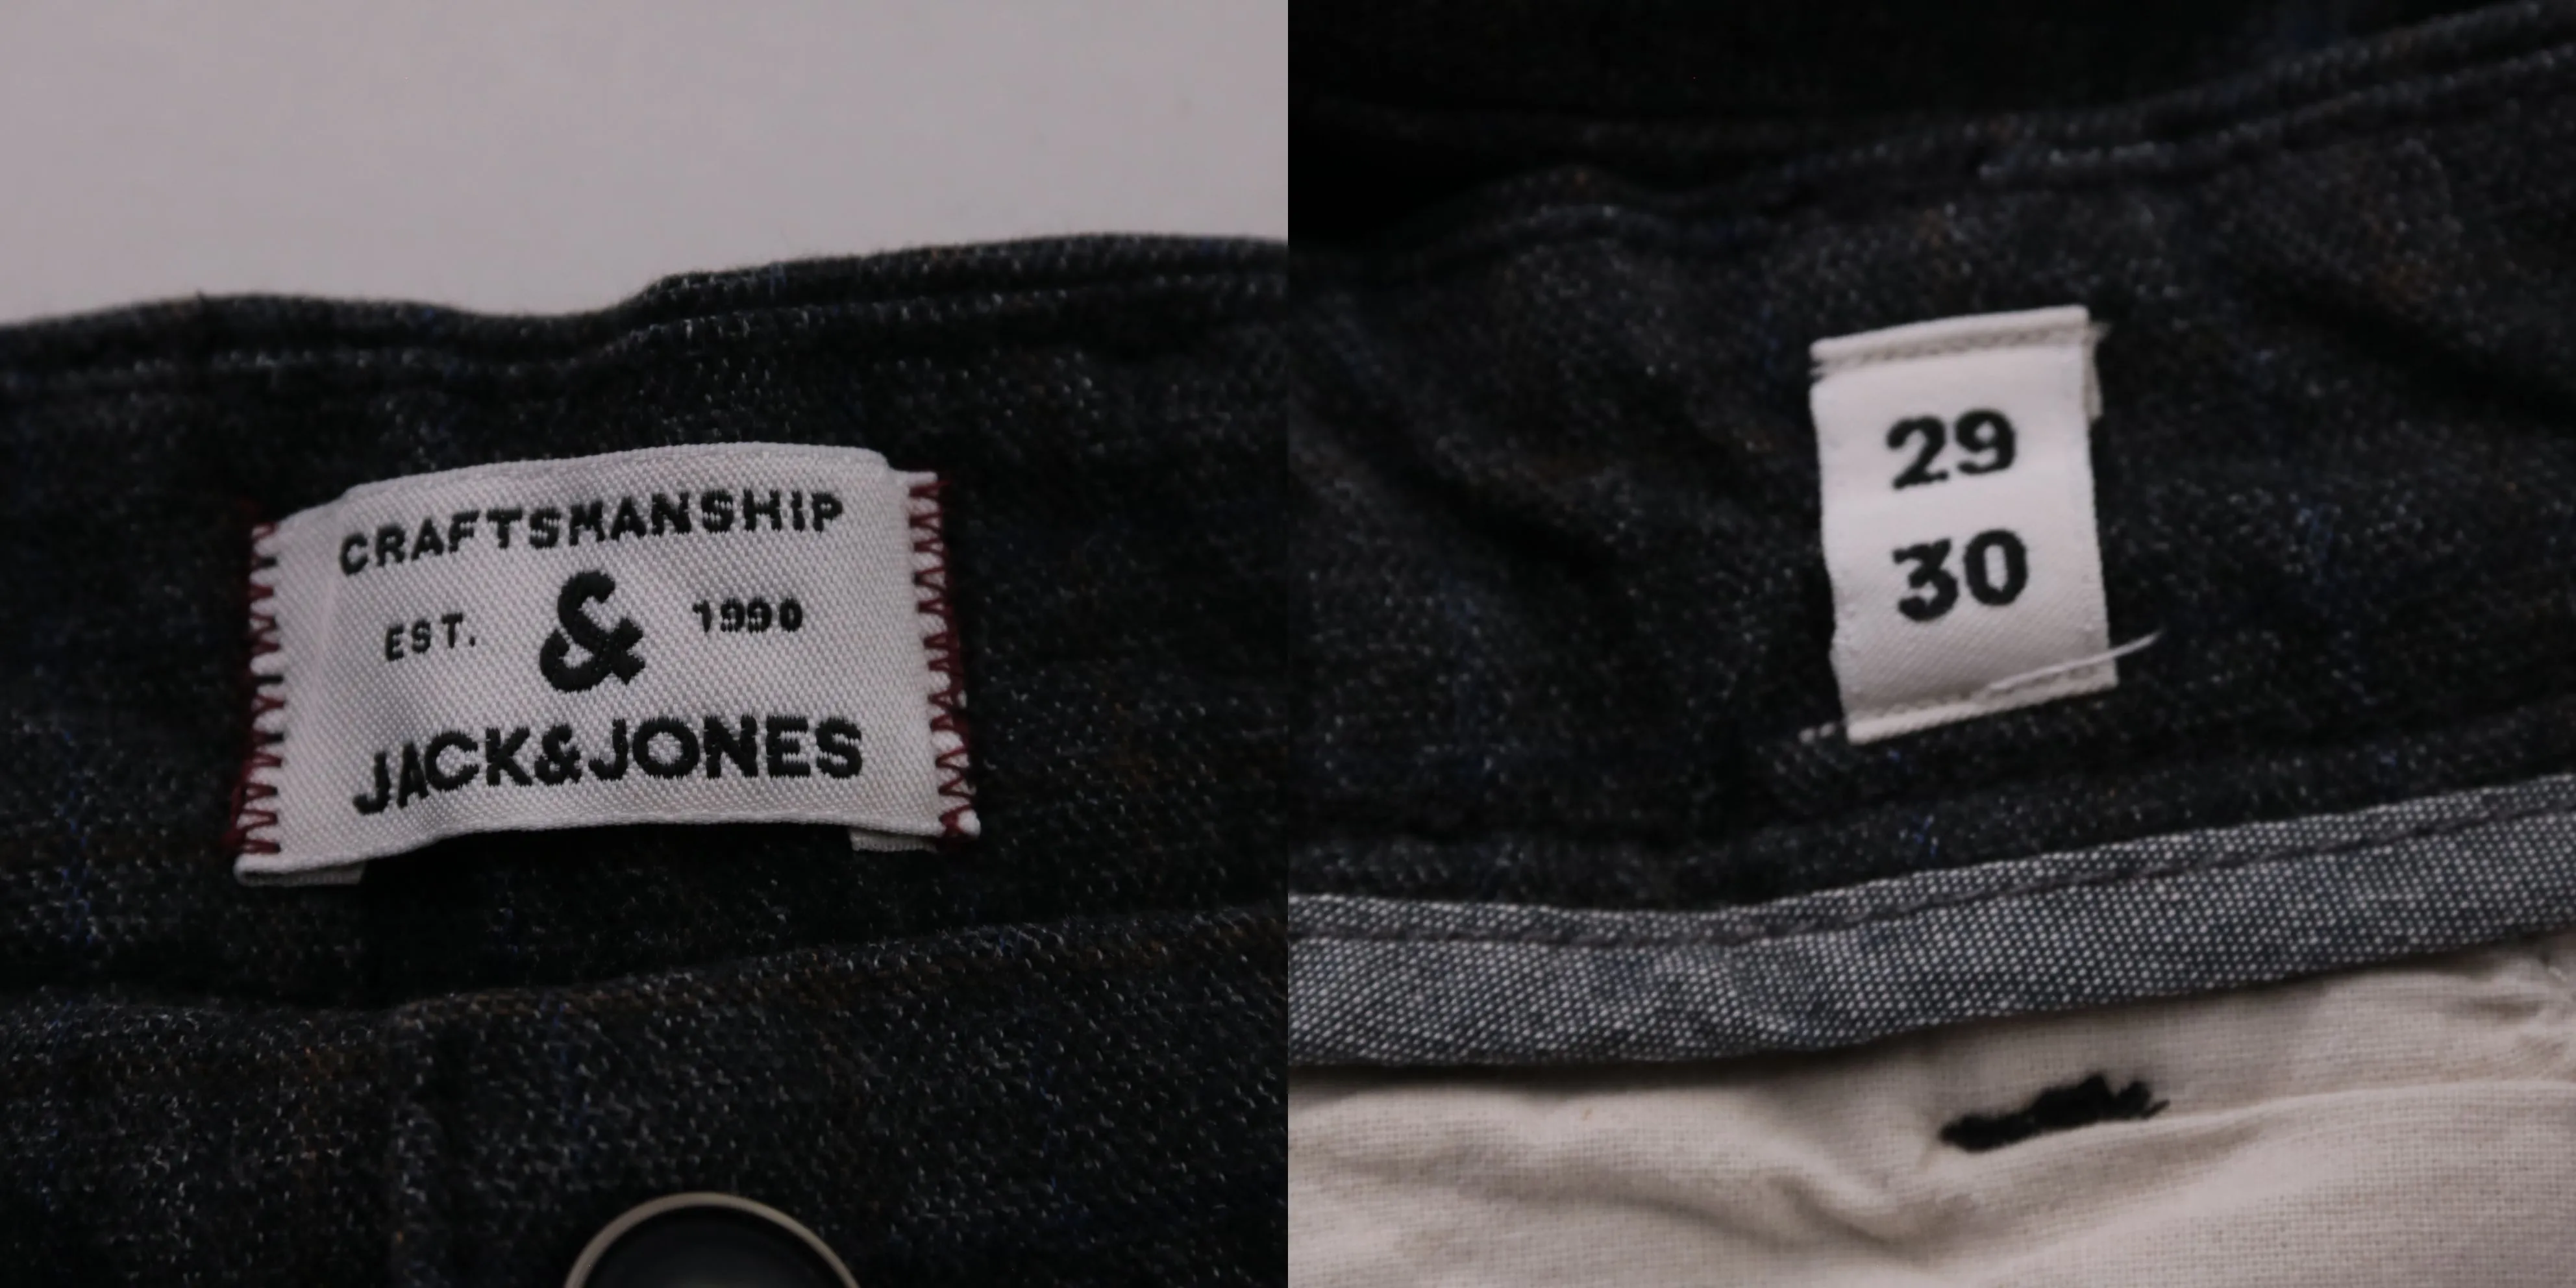 CRAFTSMANSHIP
EST. & 1990
JACK&JONES
29
30